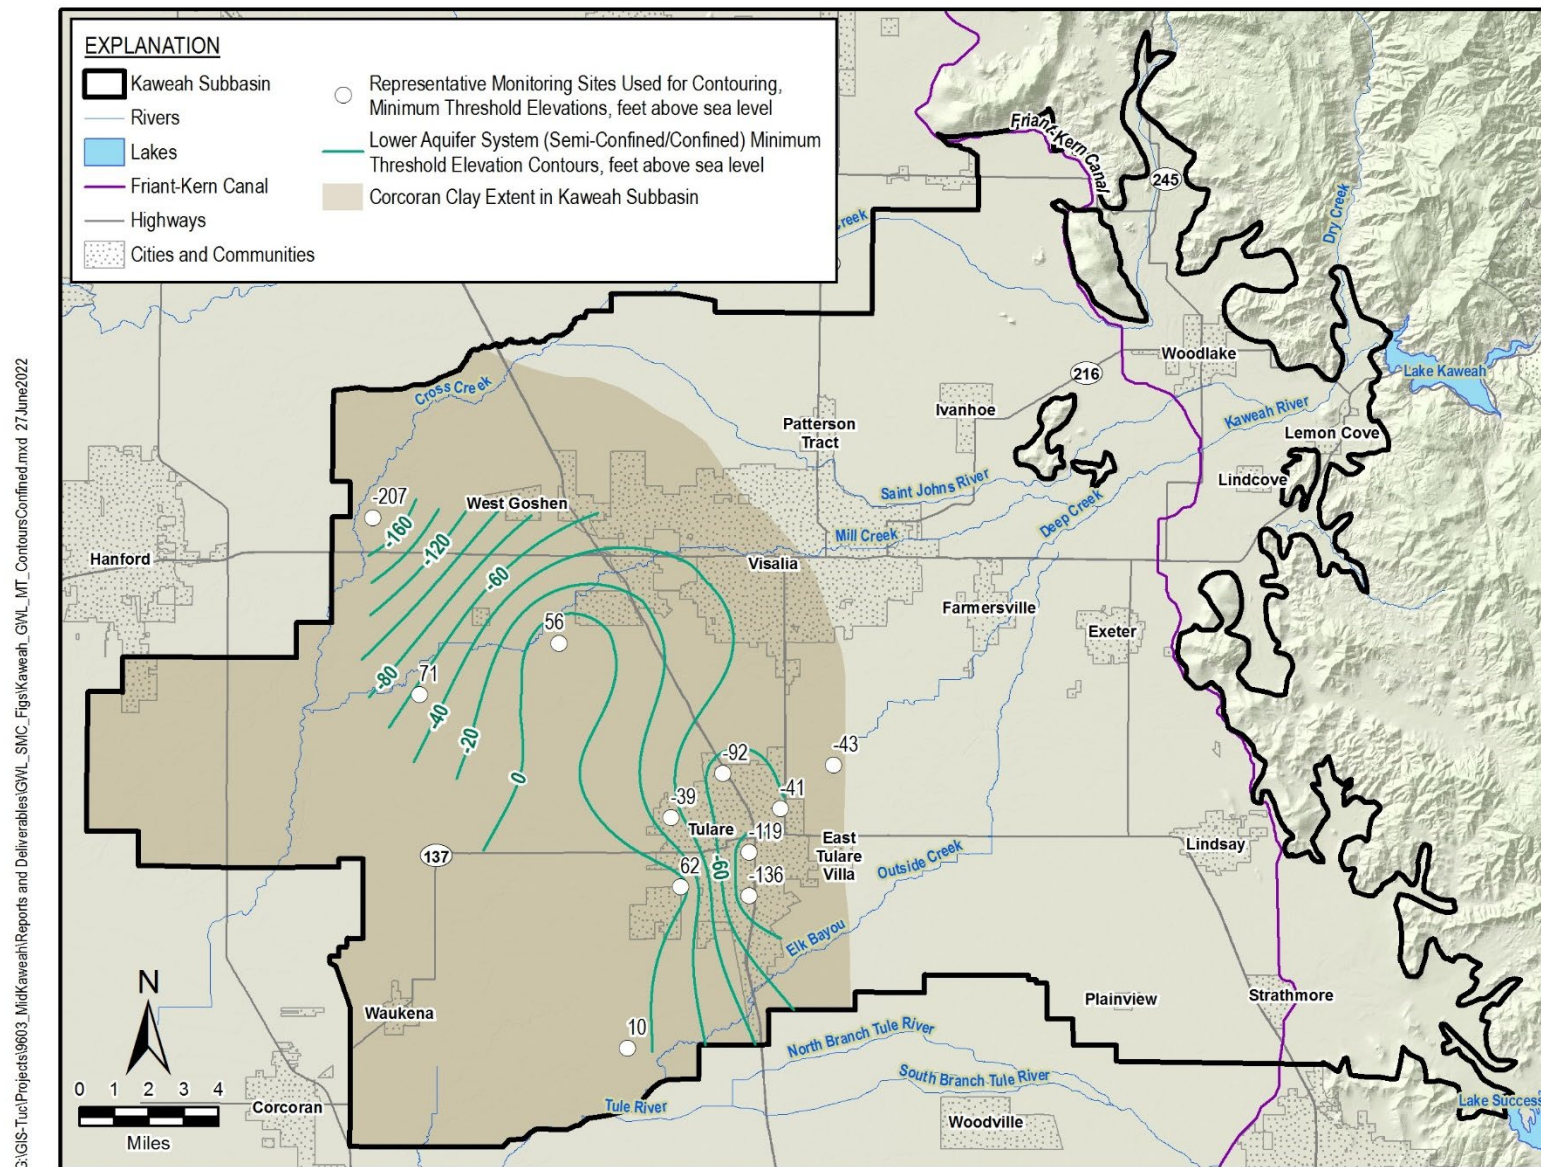 EXPLANATION
Kaweah Subbasin
Rivers
Lakes
Friant-Kern Canal
Highways
Cities and Communities
Representative Monitoring Sites Used for Contouring,
Minimum Threshold Elevations, feet above sea level
Lower Aquifer System (Semi-Confined/Confined) Minimum
Threshold Elevation Contours, feet above sea level
Corcoran Clay Extent in Kaweah Subbasin
Friant-Kern Canal
245
Dry Creek
Creek
Woodlake
Lake Kaweah
216
Cross Creek
Ivanhoe
Kaweah River
Patterson
Tract
Lemon Cove
Lindcove
Saint Johns River
Deep Creek
-207
West Goshen
-160
-120
Mill Creek
Hanford
Visalia
-60
Farmersville
Exeter
56
71
-80
-40
-20
0
-43
-92
-41
-39
Tulare
-119
East
Tulare
Villa
Outside Creek
Lindsay
137
62
-60
-136
Elk Bayou
N
Waukena
Plainview
Strathmore
10
North Branch Tule River
South Branch Tule River
0 1 2 3 4
Miles
Corcoran
Tule River
Woodville
Lake Success
G:\GIS-Tuc\Projects\9603_MidKaweah\Reports and Deliverables\GWL_SMC_Figs\Kaweah_GWL_MT_ContoursConfined.mxd 27June2022